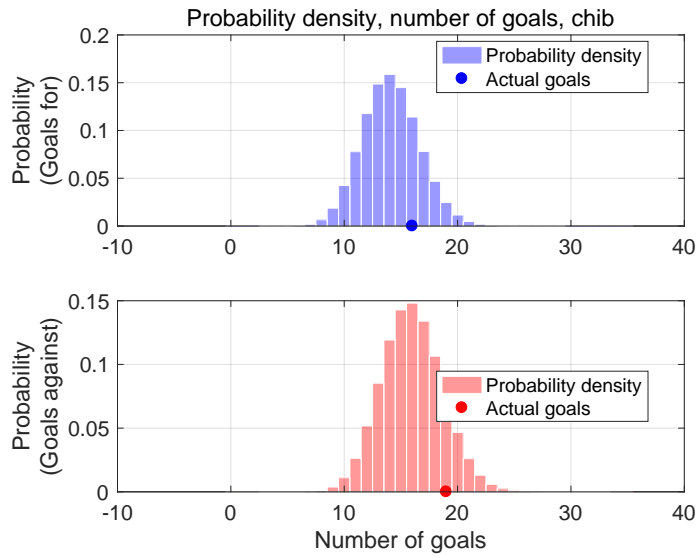 Probability density, number of goals, chib
0.2
0.15
0.1
0.05
0
Probability
(Goals for)
Probability density
Actual goals
-10 0 10 20 30 40
0.15
0.1
0.05
0
Probability
(Goals against)
Probability density
Actual goals
-10 0 10 20 30 40
Number of goals